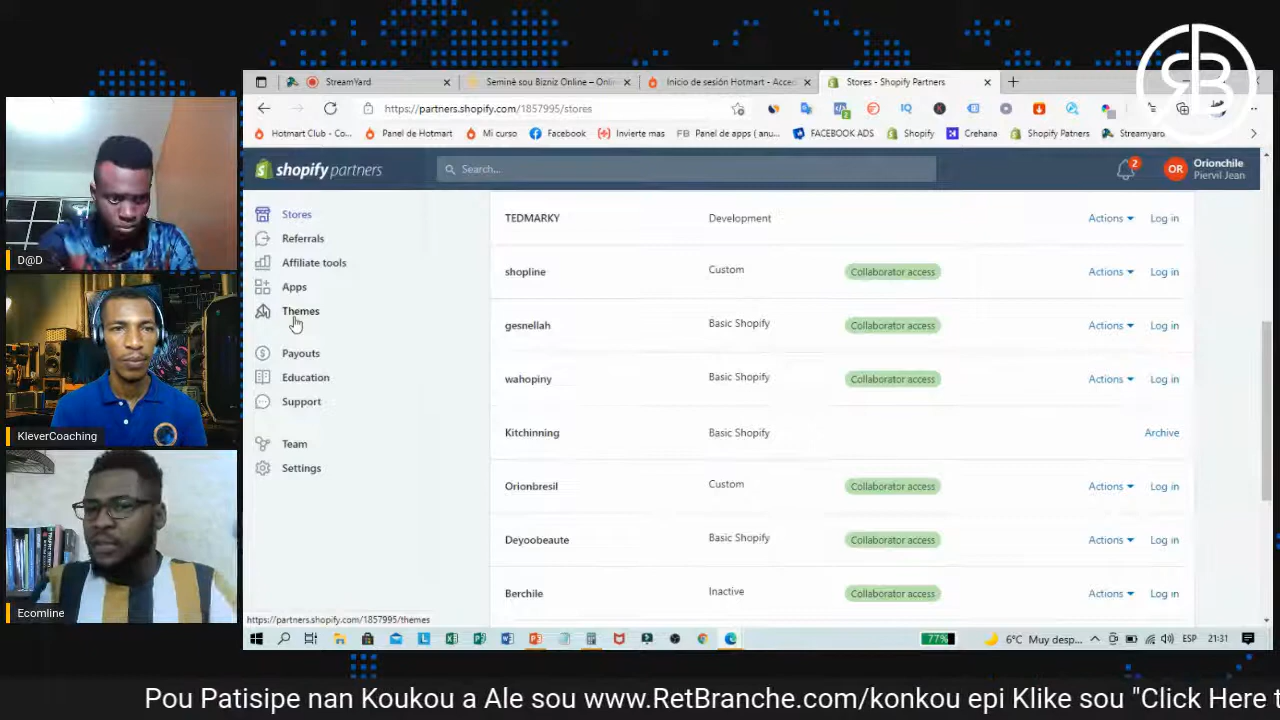 StreamYard
Seminè sou Bizniz Online – Onlin
Inicio de sesión Hotmart - Acces
Stores - Shopify Partners
https://partners.shopify.com/1857995/stores
Hotmart Club - Co...
Panel de Hotmart
Mi curso
Facebook
Invierte mas
Panel de apps ( anu...
FACEBOOK ADS
Shopify
Crehana
Shopify Patners
Streamyard
shopify partners
Search...
2
OR
Orionchile
Piervil Jean
Stores
Referrals
Affiliate tools
Apps
Themes
Payouts
Education
Support
Team
Settings
TEDMARKY Development Actions Log in
shopline Custom Collaborator access Actions Log in
gesnellah Basic Shopify Collaborator access Actions Log in
wahopiny Basic Shopify Collaborator access Actions Log in
Kitchinning Basic Shopify Archive
Orionbresil Custom Collaborator access Actions Log in
Deyoobeaute Basic Shopify Collaborator access Actions Log in
Berchile Inactive Collaborator access Actions Log in
https://partners.shopify.com/1857995/themes
77%
6°C Muy desp...
ESP
21:31
D@D
KleverCoaching
Ecomline
RB
Pou Patisipe nan Koukou a Ale sou www.RetBranche.com/konkou epi Klike sou "Click Here t